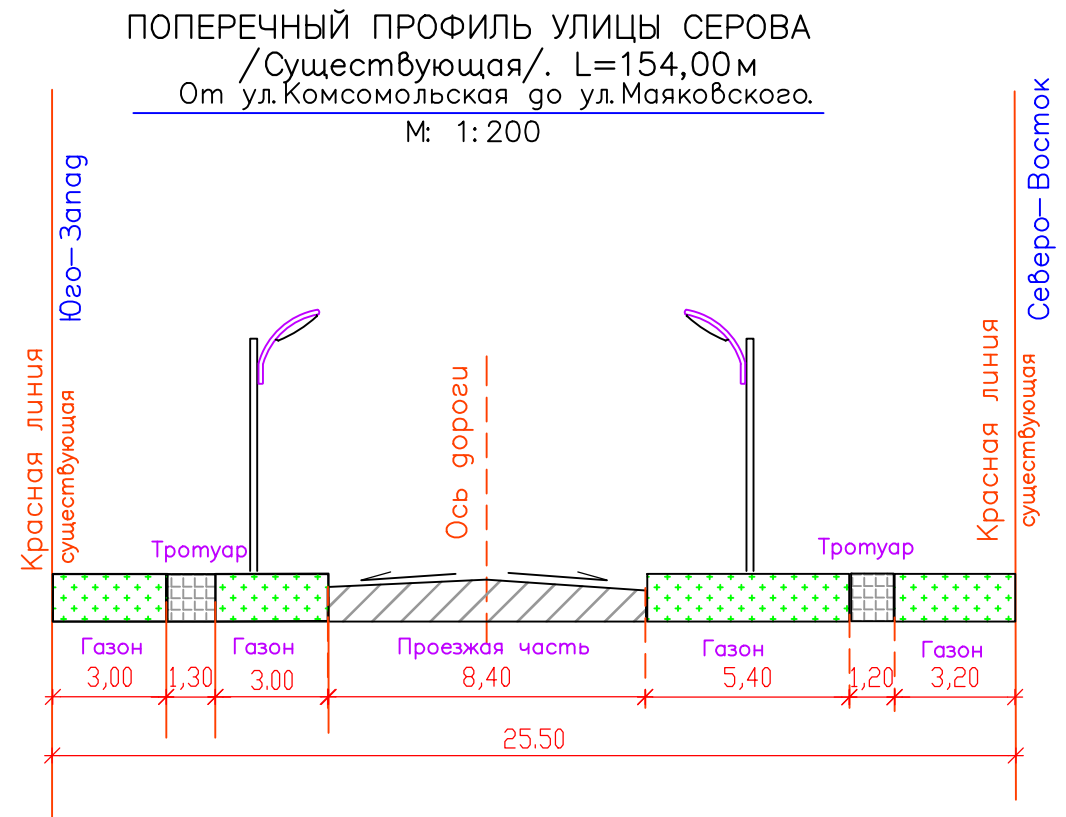 ПОПЕРЕЧНЫЙ ПРОФИЛЬ УЛИЦЫ СЕРОВА
/Существующая/. L=154,00м
От ул.Комсомольская до ул.Маяковского.
М: 1:200
Юго-Запад
Северо-Восток
Красная линия
существующая
Ось дороги
Красная линия
существующая
Тротуар
Тротуар
Газон
Газон
Проезжая часть
Газон
Газон
3,00
1,30
3.00
8,40
5,40
1,20
3,20
25.50